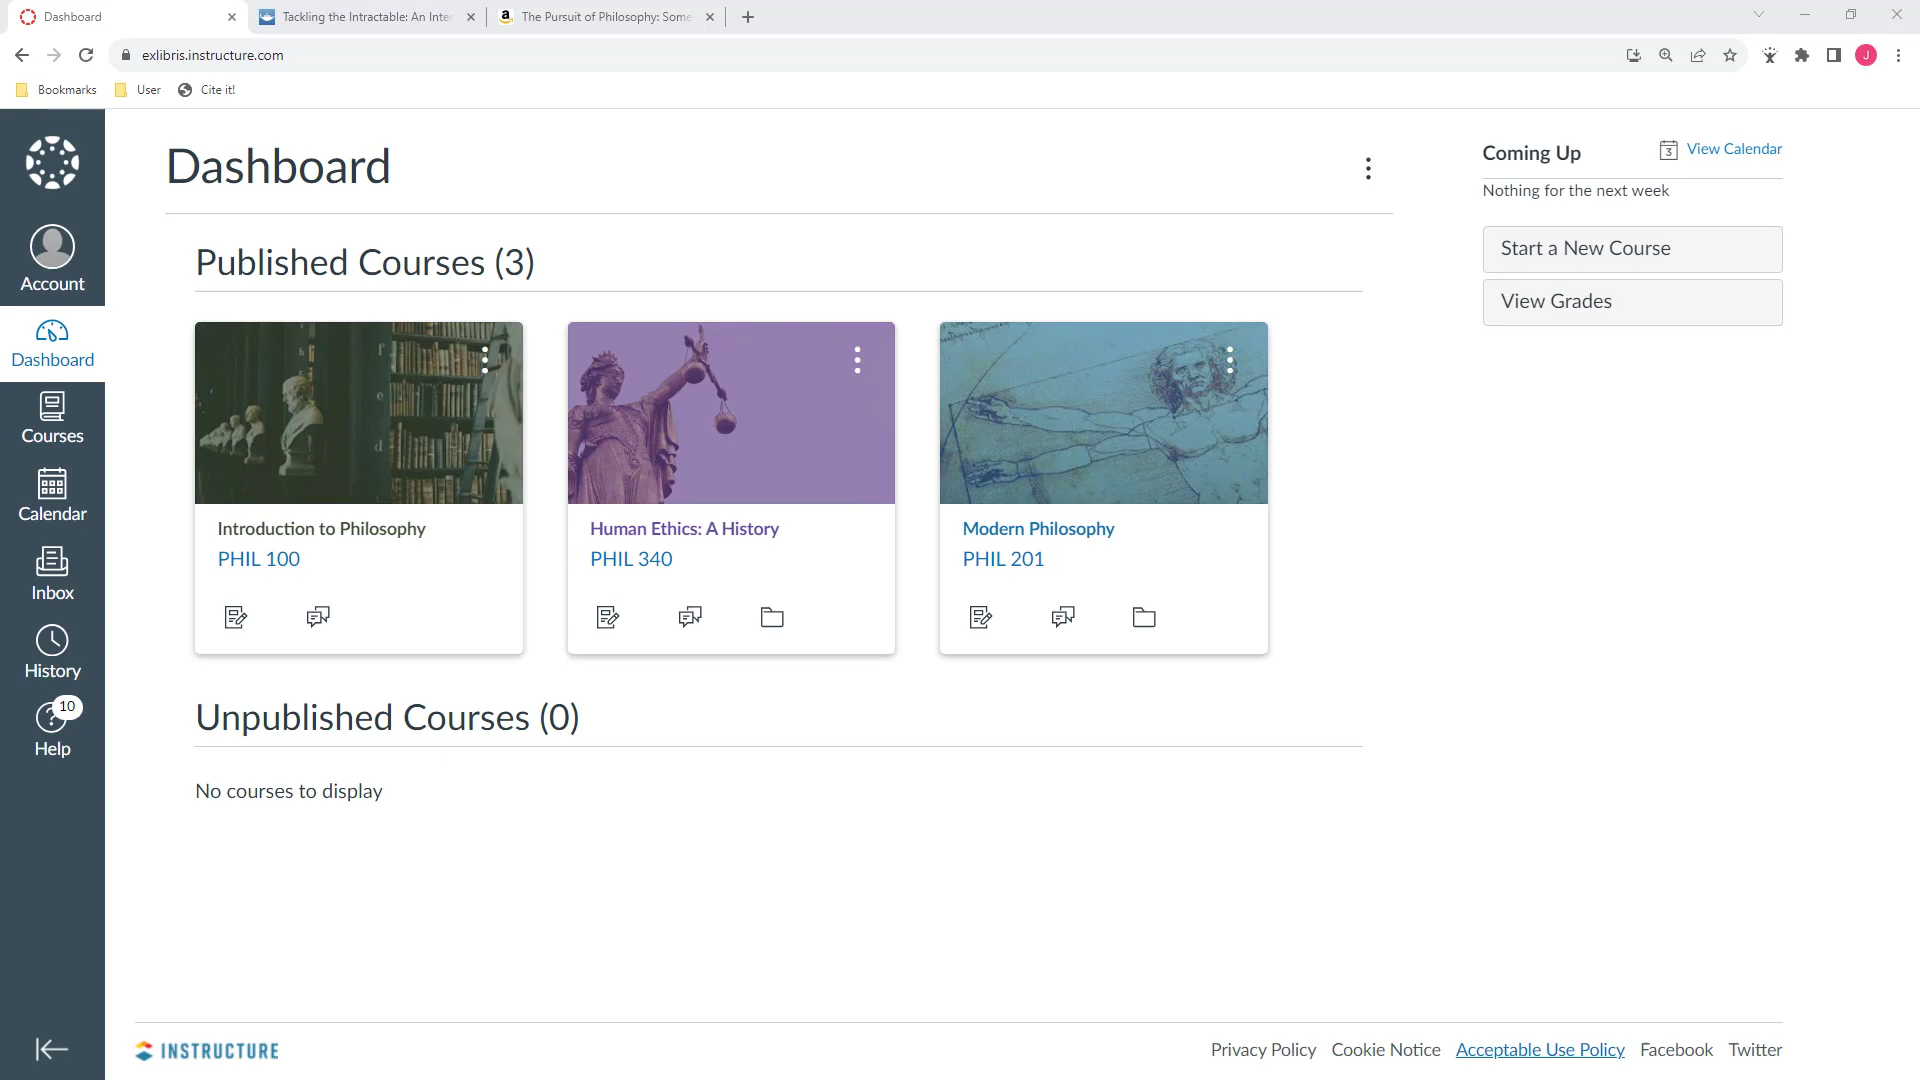 Dashboard
Tackling the Intractable: An Inter
The Pursuit of Philosophy: Some
exlibris.instructure.com
J
Bookmarks
User
Cite it!
Account
Dashboard
Courses
Calendar
Inbox
History
10
Help
Dashboard
Published Courses (3)
f
e
d
Introduction to Philosophy
PHIL 100
Human Ethics: A History
PHIL 340
Modern Philosophy
PHIL 201
Unpublished Courses (0)
No courses to display
Coming Up
3
View Calendar
Nothing for the next week
Start a New Course
View Grades
INSTRUCTURE
Privacy Policy
Cookie Notice
Acceptable Use Policy
Facebook
Twitter